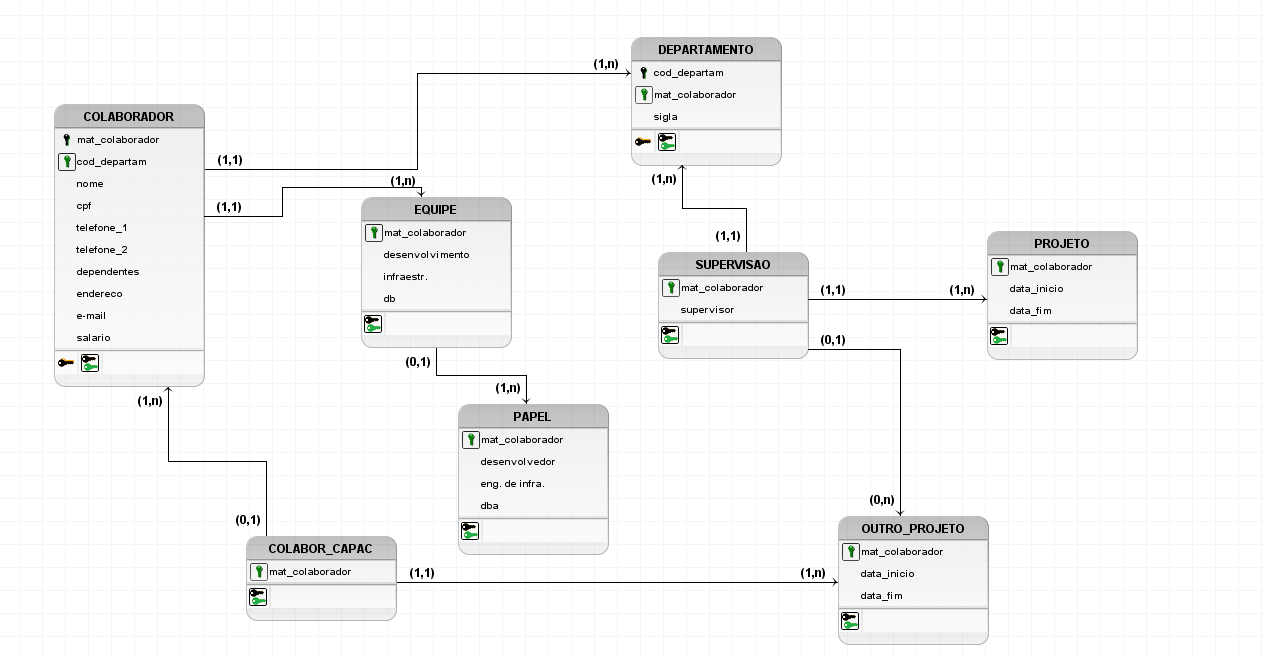 DEPARTAMENTO
cod_departam
mat_colaborador
sigla
(1,n)
COLABORADOR
mat_colaborador
cod_departam
nome
cpf
telefone_1
telefone_2
dependentes
endereco
e-mail
salario
(1,1)
(1,1)
(1,n)
EQUIPE
mat_colaborador
desenvolvimento
infraestr.
db
(1,n)
(1,1)
SUPERVISAO
mat_colaborador
supervisor
(1,1)
(1,n)
PROJETO
mat_colaborador
data_inicio
data_fim
(0,1)
(0,1)
(1,n)
PAPEL
mat_colaborador
desenvolvedor
eng. de infra.
dba
(1,n)
(0,1)
COLABOR_CAPAC
mat_colaborador
(1,1)
(1,n)
(0,n)
OUTRO_PROJETO
mat_colaborador
data_inicio
data_fim